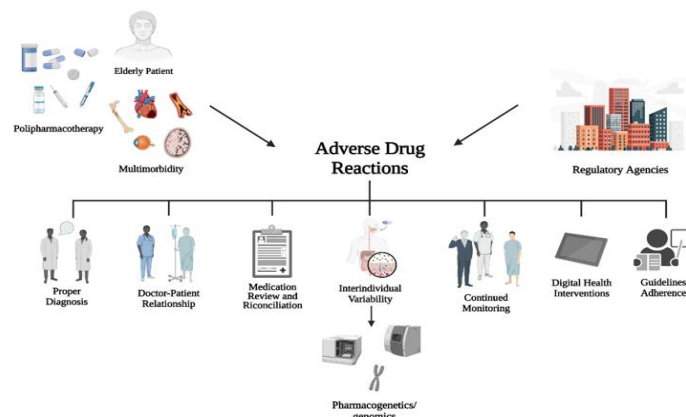 Elderly Patient
Polipharmacotherapy
Multimorbidity
Adverse Drug
Reactions
Regulatory Agencies
Proper
Diagnosis
Doctor-Patient
Relationship
Medication
Review and
Riconciliation
Interindividual
Variability
Continued
Monitoring
Digital Health
Interventions
Guidelines
Adherence
Pharmacogenetics/
genomics